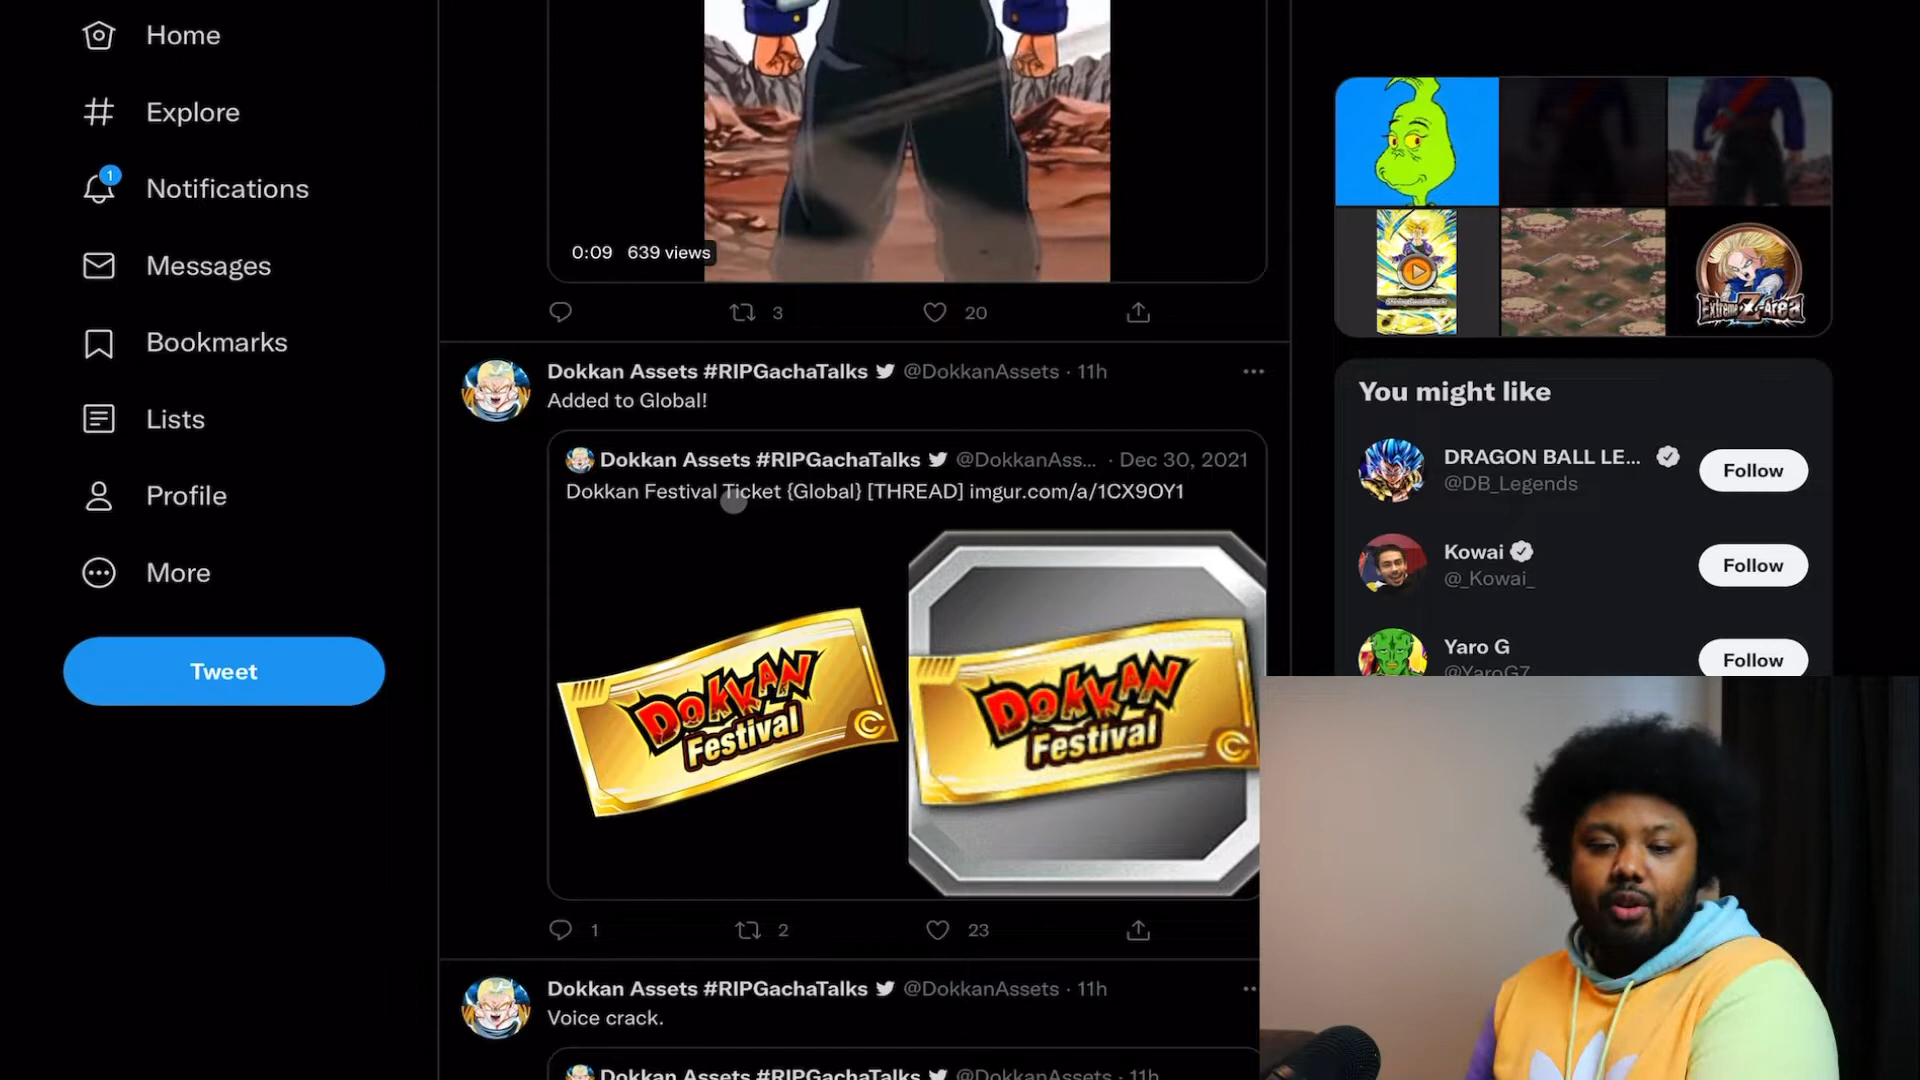 Home
Explore
1
Notifications
Messages
Bookmarks
Lists
Profile
More
Tweet
0:09 639 views
3
20
Dokkan Assets #RIPGachaTalks @DokkanAssets · 11h
Added to Global!
Dokkan Assets #RIPGachaTalks @DokkanAss... · Dec 30, 2021
Dokkan Festival Ticket {Global} [THREAD] imgur.com/a/1CX9OY1
DOKKAN
Festival
DOKKAN
Festival
1
2
23
Dokkan Assets #RIPGachaTalks @DokkanAssets · 11h
Voice crack.
Dokkan Assets #RIPGachaTalks @DokkanAssets · 11h
Extreme Z-Area
You might like
DRAGON BALL LE...
@DB_Legends
Follow
Kowai
@_Kowai_
Follow
Yaro G
@YaroG7
Follow